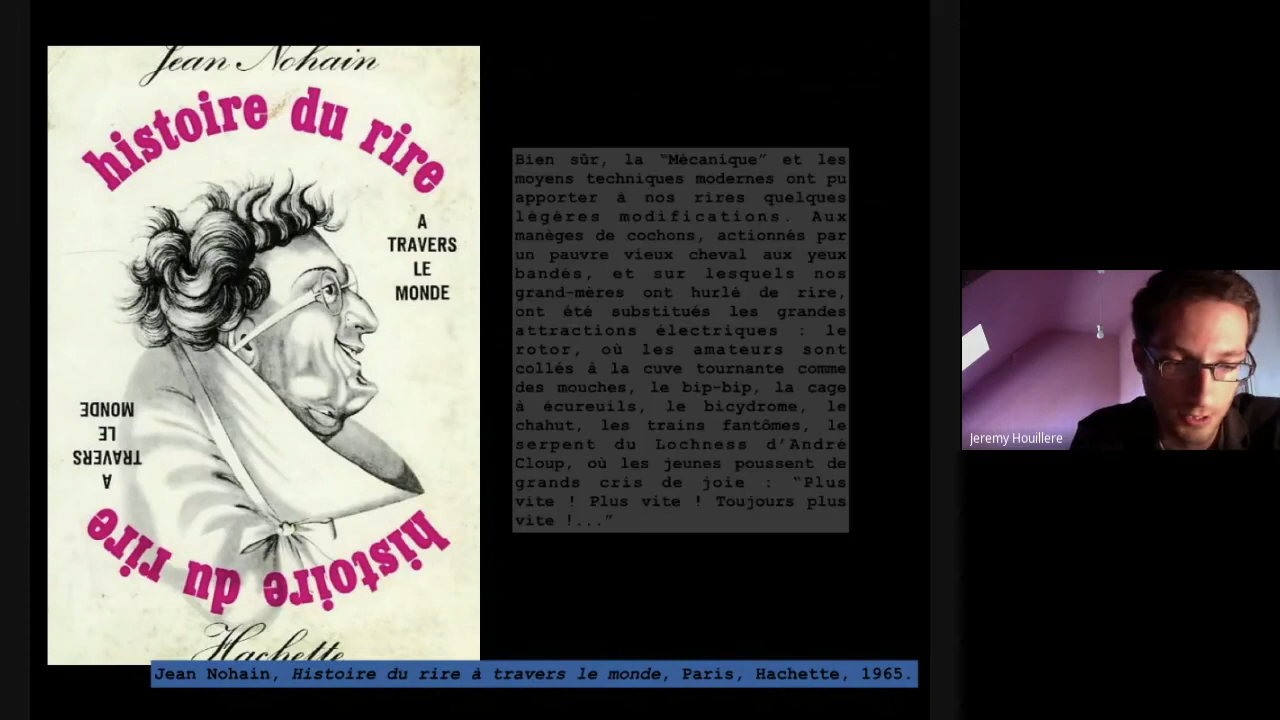 Jean Nohain
histoire du rire
A
TRAVERS
LE
MONDE
A
TRAVERS
LE
MONDE
histoire du rire
Hachette
Bien sûr, la “Mécanique” et les
moyens techniques modernes ont pu
apporter à nos rires quelques
légères modifications. Aux
manèges de cochons, actionnés par
un pauvre vieux cheval aux yeux
bandés, et sur lesquels nos
grand-mères ont hurlé de rire,
ont été substitués les grandes
attractions électriques : le
rotor, où les amateurs sont
collés à la cuve tournante comme
des mouches, le bip-bip, la cage
à écureuils, le bicydrome, le
chahut, les trains fantômes, le
serpent du Lochness d’André
Cloup, où les jeunes poussent de
grands cris de joie : “Plus
vite ! Plus vite ! Toujours plus
vite !...”
Jean Nohain, Histoire du rire à travers le monde, Paris, Hachette, 1965.
Jeremy Houillere